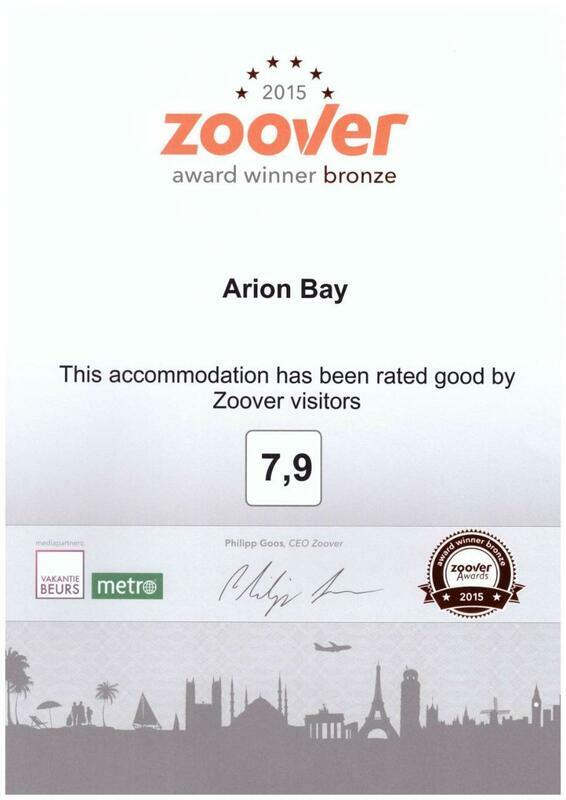 2015
zoover
award winner bronze
Arion Bay
This accommodation has been rated good by
Zoover visitors
7,9
mediapartners:
VAKANTIE
BEURS
metro
Philipp Goos, CEO Zoover
award winner bronze
zoover
Awards
2015